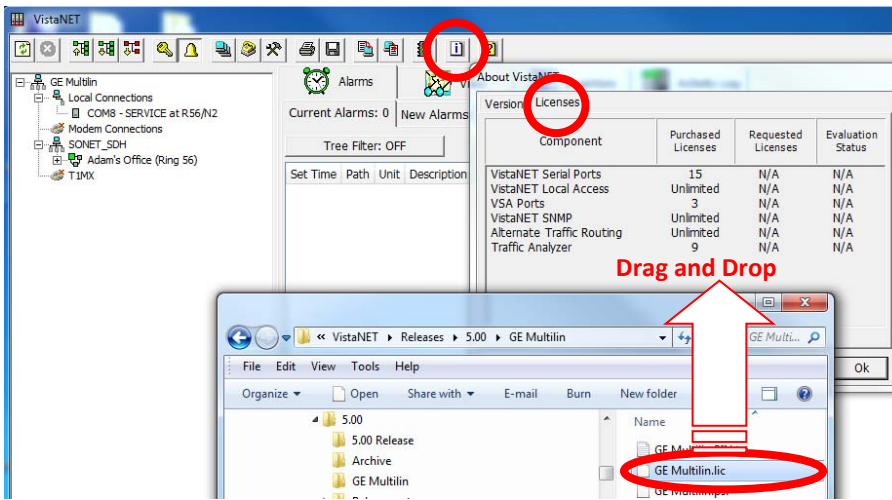 VistaNET
GE Multilin
Local Connections
COM8 - SERVICE at R56/N2
Modem Connections
SONET_SDH
Adam's Office (Ring 56)
T1MX
Alarms
Current Alarms: 0 New Alarms
Tree Filter: OFF
Set Time Path Unit Description
About VistaNET
Version Licenses
Component Purchased Licenses Requested Licenses Evaluation Status
VistaNET Serial Ports 15 N/A N/A
VistaNET Local Access Unlimited N/A N/A
VSA Ports 3 N/A N/A
VistaNET SNMP Unlimited N/A N/A
Alternate Traffic Routing Unlimited N/A N/A
Traffic Analyzer 9 N/A N/A
Drag and Drop
« VistaNET Releases 5.00 GE Multilin
GE Multi...
Ok
File Edit View Tools Help
Organize Open Share with E-mail Burn New folder
5.00
5.00 Release
Archive
GE Multilin
Name
GE Multilin.lic